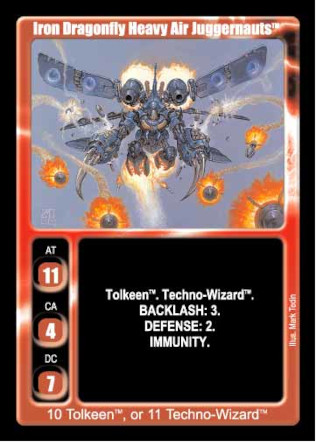 Iron Dragonfly Heavy Air Juggernauts™
AT
11
CA
4
DC
7
Tolkeen™. Techno-Wizard™.
BACKLASH: 3.
DEFENSE: 2.
IMMUNITY.
Illus. Mark Tedin
10 Tolkeen™, or 11 Techno-Wizard™